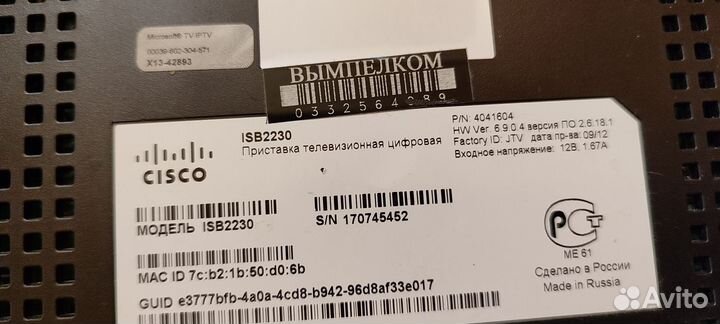 Microsoft® TV IPTV
00039-602-304-571
X13-42893
ВЫМПЕЛКОМ
0332564089
CISCO
ISB2230
Приставка телевизионная цифровая
P/N: 4041604
HW Ver. 6.9.0.4 версия ПО 2.6.18.1
Factory ID: JTV дата пр-ва: 09/12
Входное напряжение: 12В, 1.67А
МОДЕЛЬ ISB2230
S/N 170745452
MAC ID 7c:b2:1b:50:d0:6b
GUID e3777bfb-4a0a-4cd8-b942-96d8af33e017
РСТ
ME 61
Сделано в России
Made in Russia
Avito